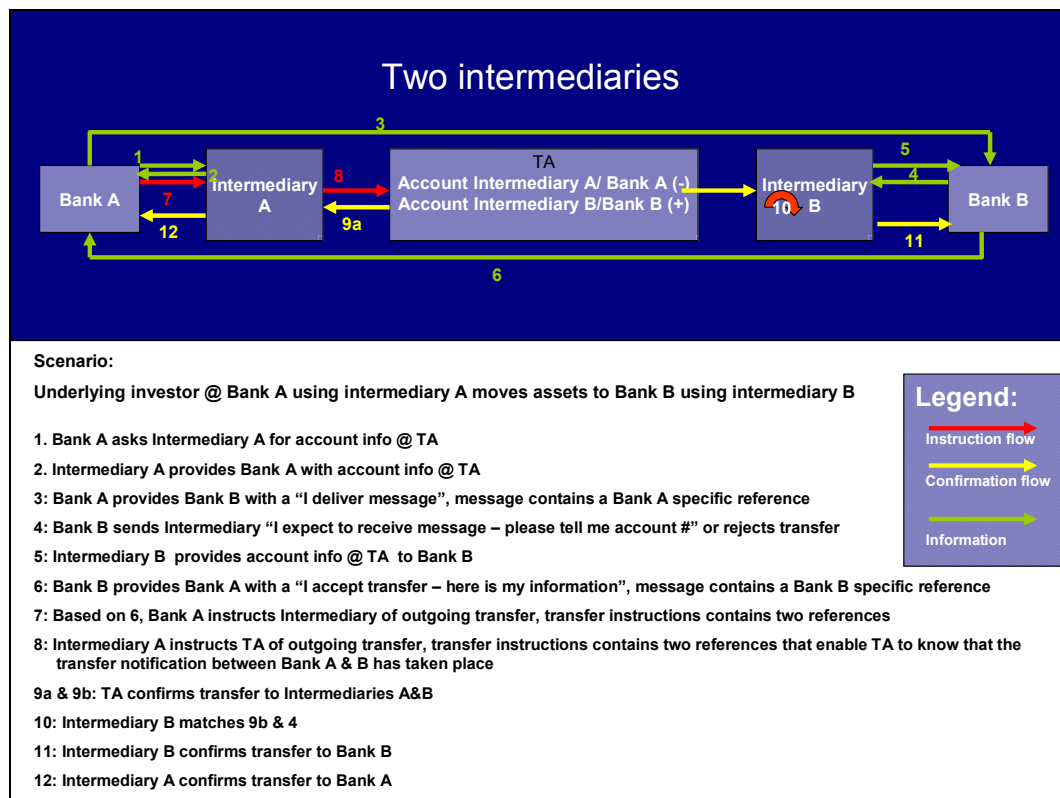 Two intermediaries
3
1
2
7
12
Bank A
Intermediary
A
8
9a
TA
Account Intermediary A/ Bank A (-)
Account Intermediary B/Bank B (+)
Intermediary
B
10
5
4
11
Bank B
6
Scenario:
Underlying investor @ Bank A using intermediary A moves assets to Bank B using intermediary B
1. Bank A asks Intermediary A for account info @ TA
2. Intermediary A provides Bank A with account info @ TA
3: Bank A provides Bank B with a “I deliver message”, message contains a Bank A specific reference
4: Bank B sends Intermediary “I expect to receive message – please tell me account #” or rejects transfer
5: Intermediary B  provides account info @ TA  to Bank B
6: Bank B provides Bank A with a “I accept transfer – here is my information”, message contains a Bank B specific reference
7: Based on 6, Bank A instructs Intermediary of outgoing transfer, transfer instructions contains two references
8: Intermediary A instructs TA of outgoing transfer, transfer instructions contains two references that enable TA to know that the
transfer notification between Bank A & B has taken place
9a & 9b: TA confirms transfer to Intermediaries A&B
10: Intermediary B matches 9b & 4
11: Intermediary B confirms transfer to Bank B
12: Intermediary A confirms transfer to Bank A
Legend:
Instruction flow
Confirmation flow
Information